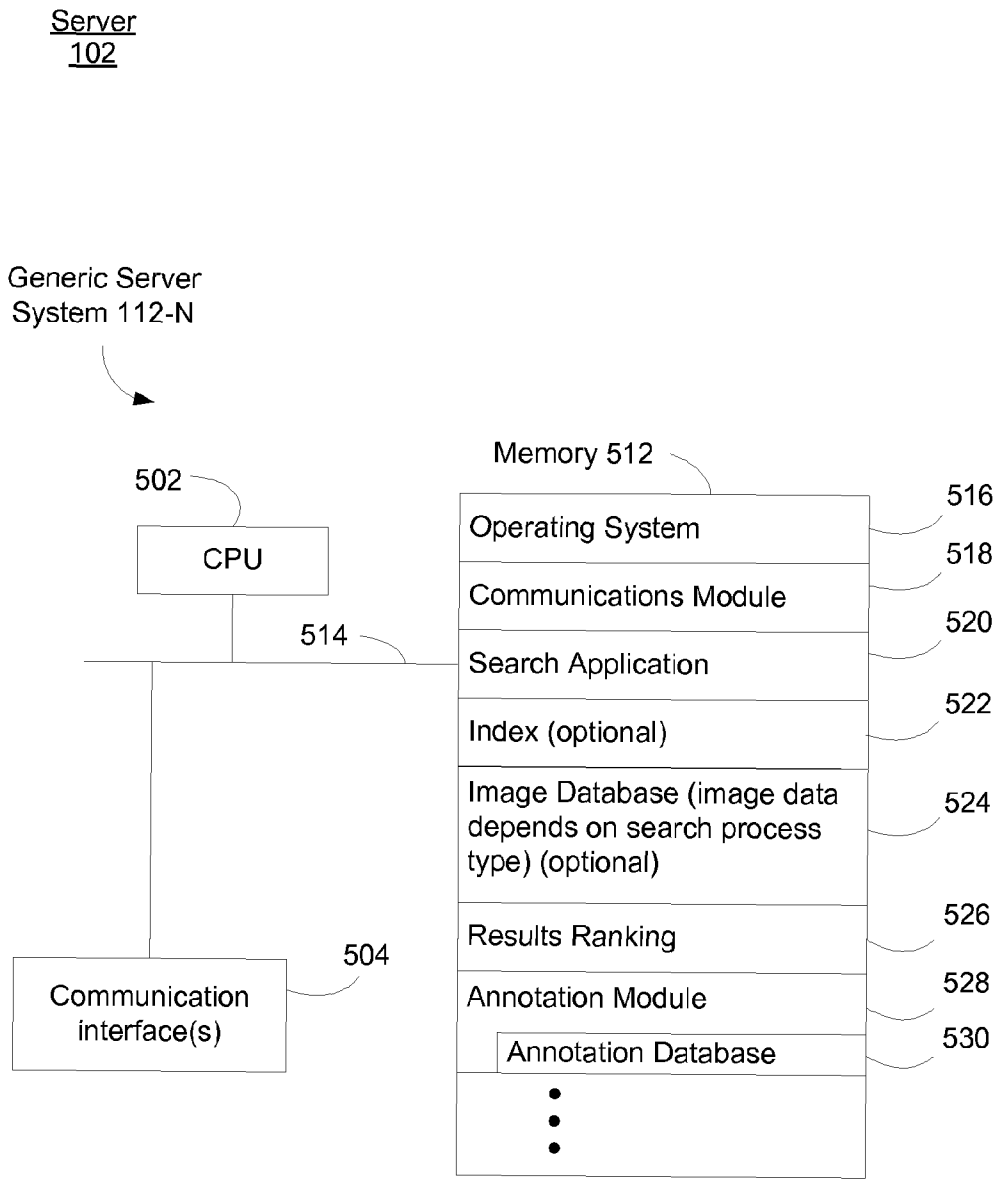 Server
102
Generic Server
System 112-N
502
CPU
514
504
Communication
interface(s)
Memory 512
Operating System
516
Communications Module
518
Search Application
520
Index (optional)
522
Image Database (image data
depends on search process
type) (optional)
524
Results Ranking
526
Annotation Module
528
Annotation Database
530